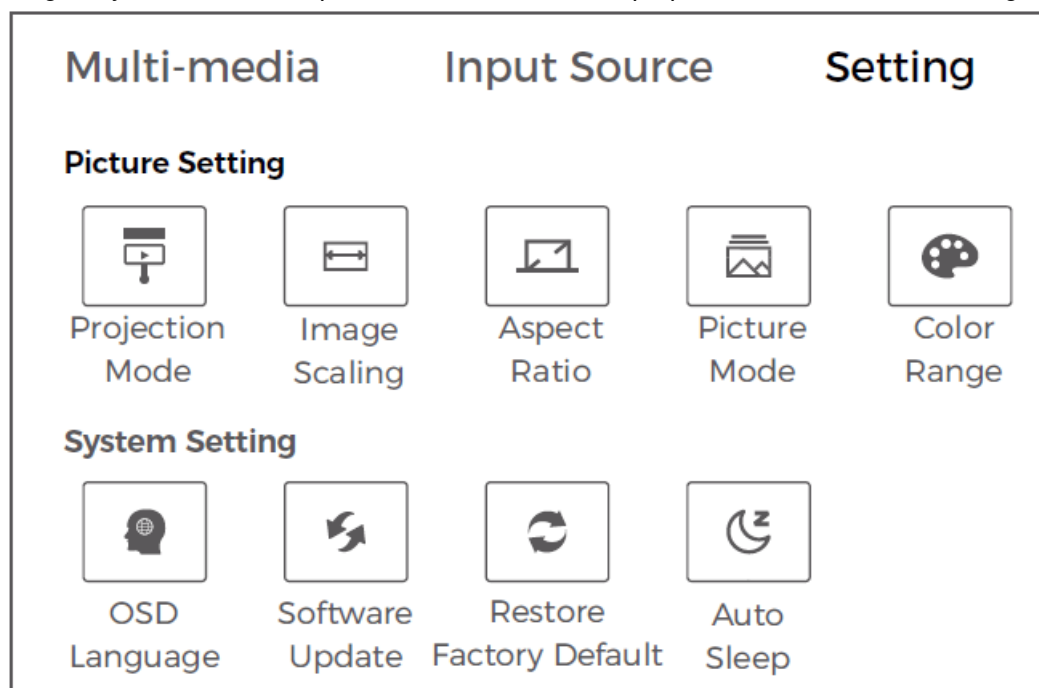 Multi-media Input Source Setting
Picture Setting
Projection Mode
Image Scaling
Aspect Ratio
Picture Mode
Color Range
System Setting
OSD Language
Software Update
Restore Factory Default
Auto Sleep